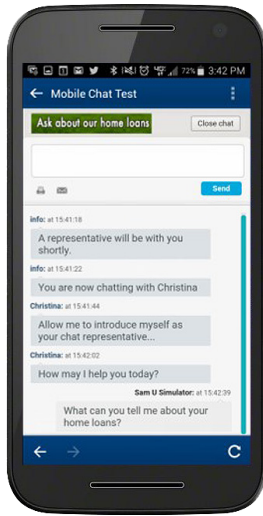 72% 3:42 PM
Mobile Chat Test
Ask about our home loans
Close chat
Send
info: at 15:41:18
A representative will be with you
shortly.
info: at 15:41:22
You are now chatting with Christina
Christina: at 15:41:44
Allow me to introduce myself as
your chat representative...
Christina: at 15:42:02
How may I help you today?
Sam U Simulator: at 15:42:39
What can you tell me about your
home loans?